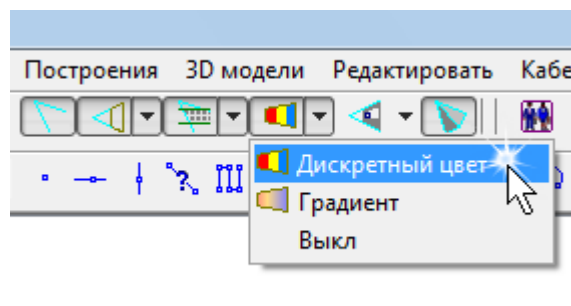 Построения 3D модели Редактировать Кабе
Дискретный цвет
Градиент
Выкл